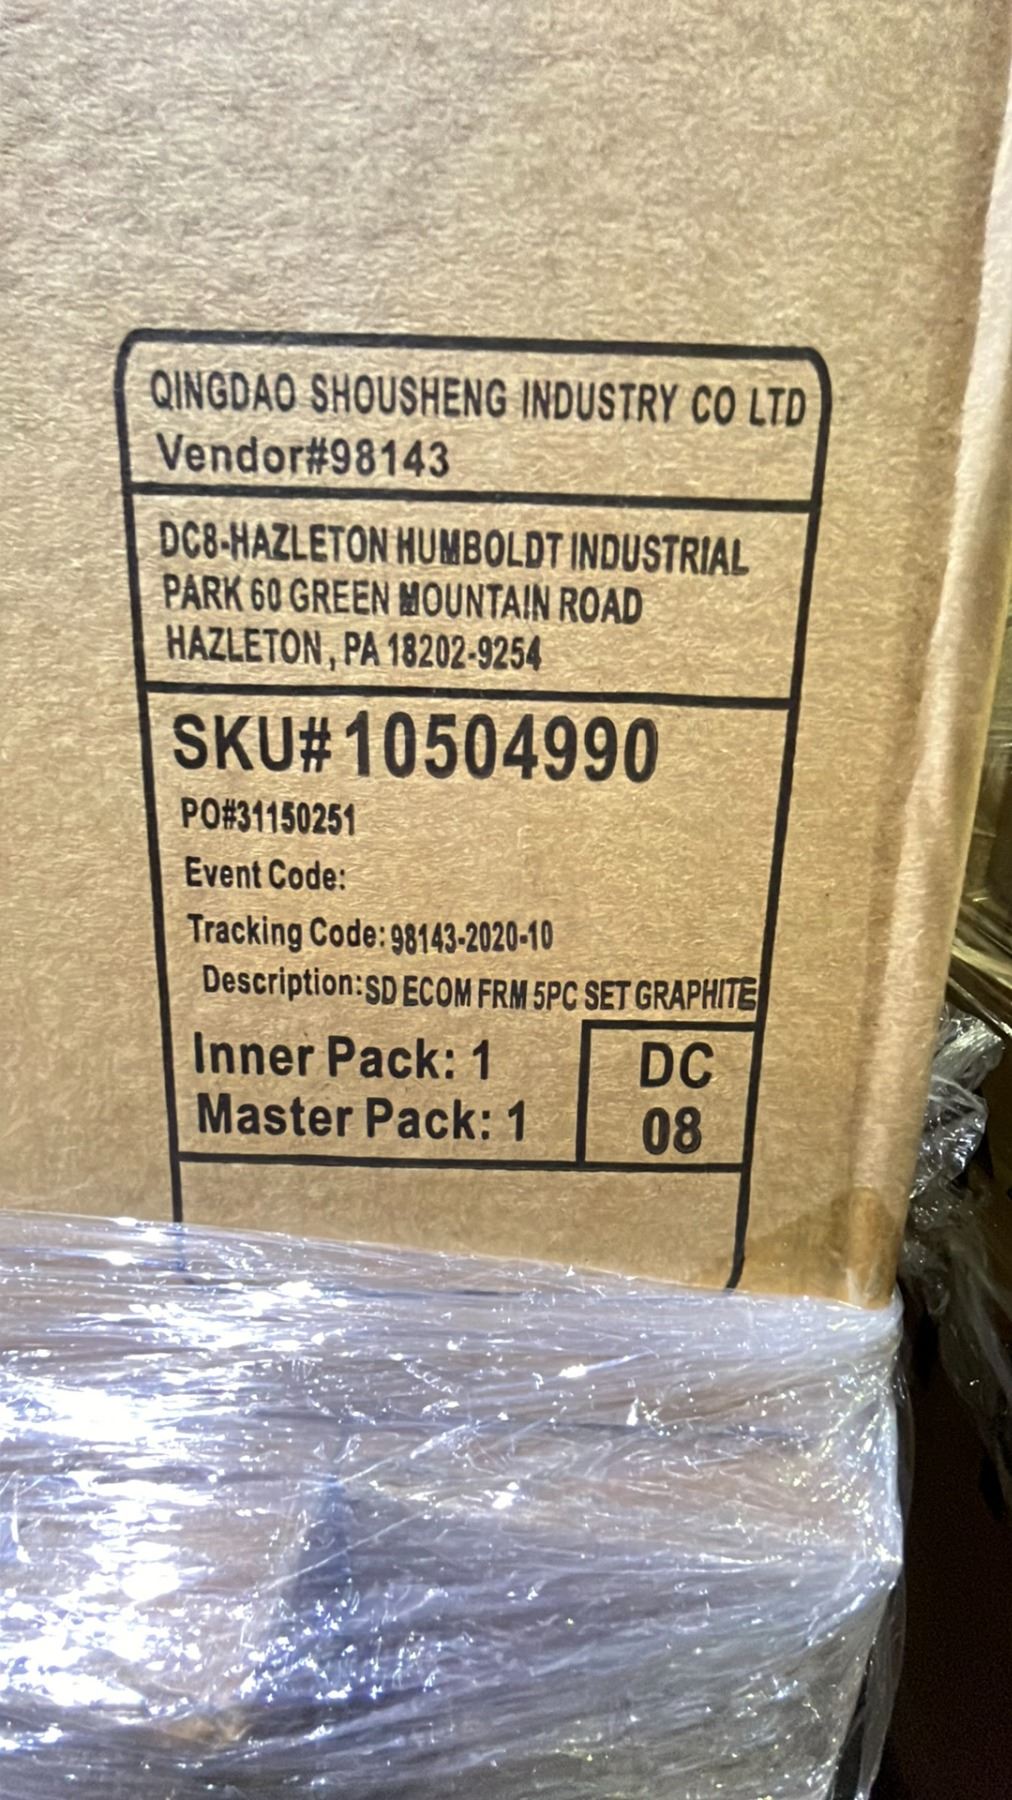 QINGDAO SHOUSHENG INDUSTRY CO LTD
Vendor#98143
DC8-HAZLETON HUMBOLDT INDUSTRIAL
PARK 60 GREEN MOUNTAIN ROAD
HAZLETON, PA 18202-9254
SKU#10504990
PO#31150251
Event Code:
Tracking Code: 98143-2020-10
Description: SD ECOM FRM 5PC SET GRAPHITE
Inner Pack: 1
Master Pack: 1
DC
08